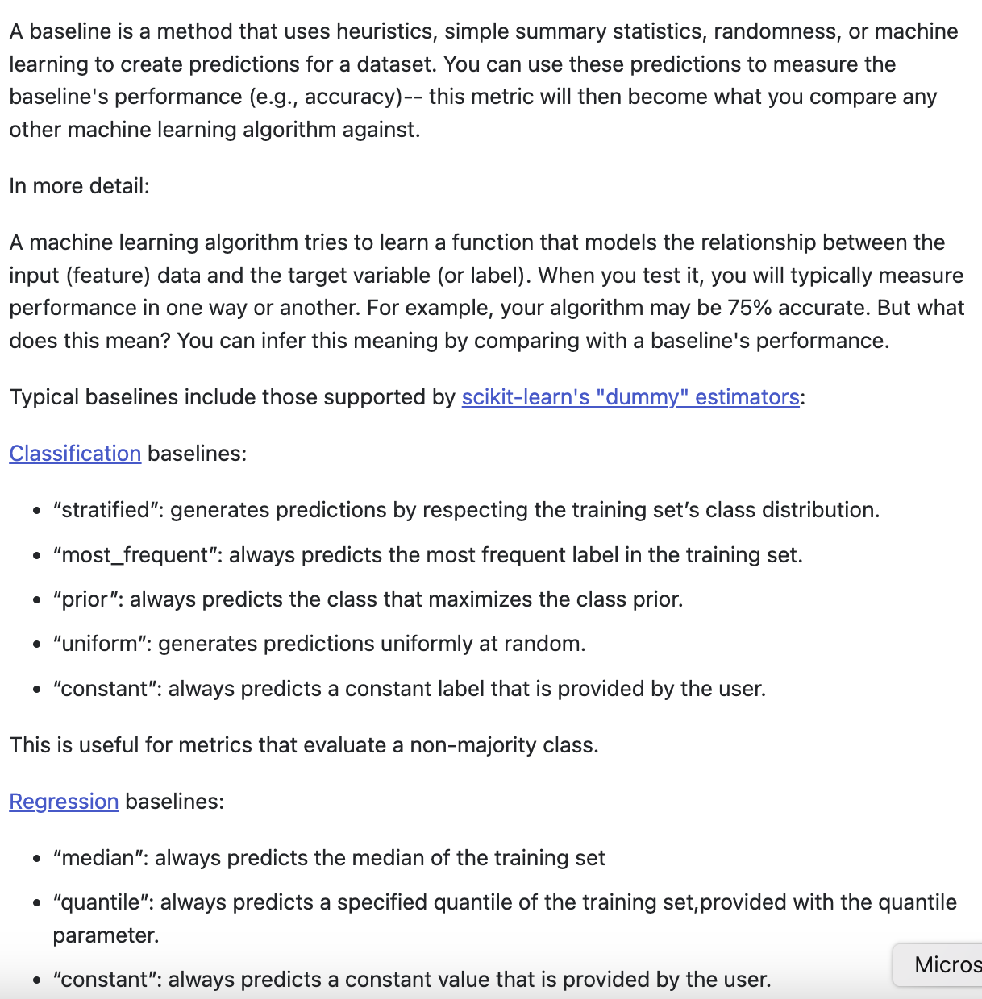 A baseline is a method that uses heuristics, simple summary statistics, randomness, or machine
learning to create predictions for a dataset. You can use these predictions to measure the
baseline's performance (e.g., accuracy)-- this metric will then become what you compare any
other machine learning algorithm against.
In more detail:
A machine learning algorithm tries to learn a function that models the relationship between the
input (feature) data and the target variable (or label). When you test it, you will typically measure
performance in one way or another. For example, your algorithm may be 75% accurate. But what
does this mean? You can infer this meaning by comparing with a baseline's performance.
Typical baselines include those supported by scikit-learn's "dummy" estimators:
Classification baselines:
• “stratified”: generates predictions by respecting the training set’s class distribution.
• “most_frequent”: always predicts the most frequent label in the training set.
• “prior”: always predicts the class that maximizes the class prior.
• “uniform”: generates predictions uniformly at random.
• “constant”: always predicts a constant label that is provided by the user.
This is useful for metrics that evaluate a non-majority class.
Regression baselines:
• “median”: always predicts the median of the training set
• “quantile”: always predicts a specified quantile of the training set,provided with the quantile
parameter.
• “constant”: always predicts a constant value that is provided by the user.
Micros